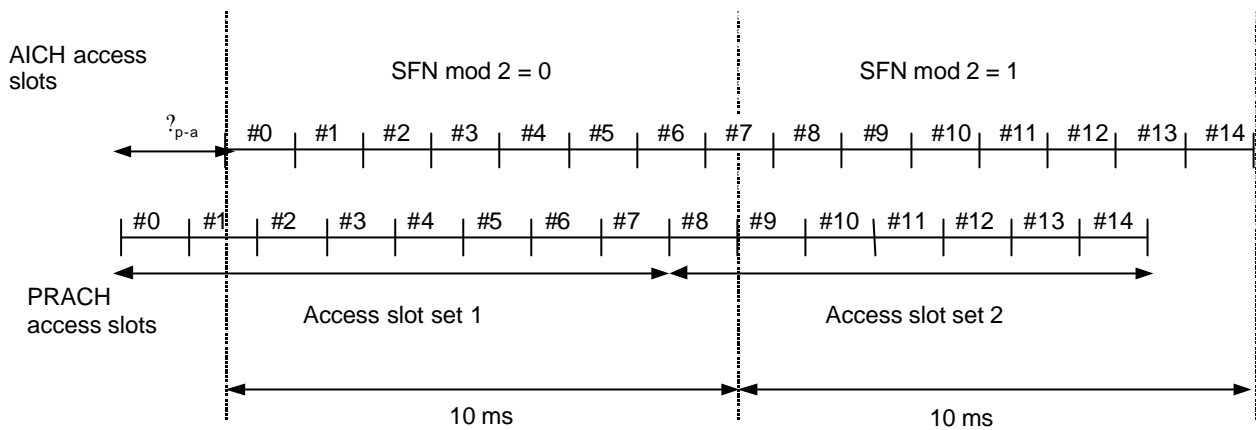 AICH access
slots
SFN mod 2 = 0
SFN mod 2 = 1
?p-a
#0 #1 #2 #3 #4 #5 #6 #7 #8 #9 #10 #11 #12 #13 #14
#0 #1 #2 #3 #4 #5 #6 #7 #8 #9 #10 #11 #12 #13 #14
PRACH
access slots
Access slot set 1
Access slot set 2
10 ms
10 ms